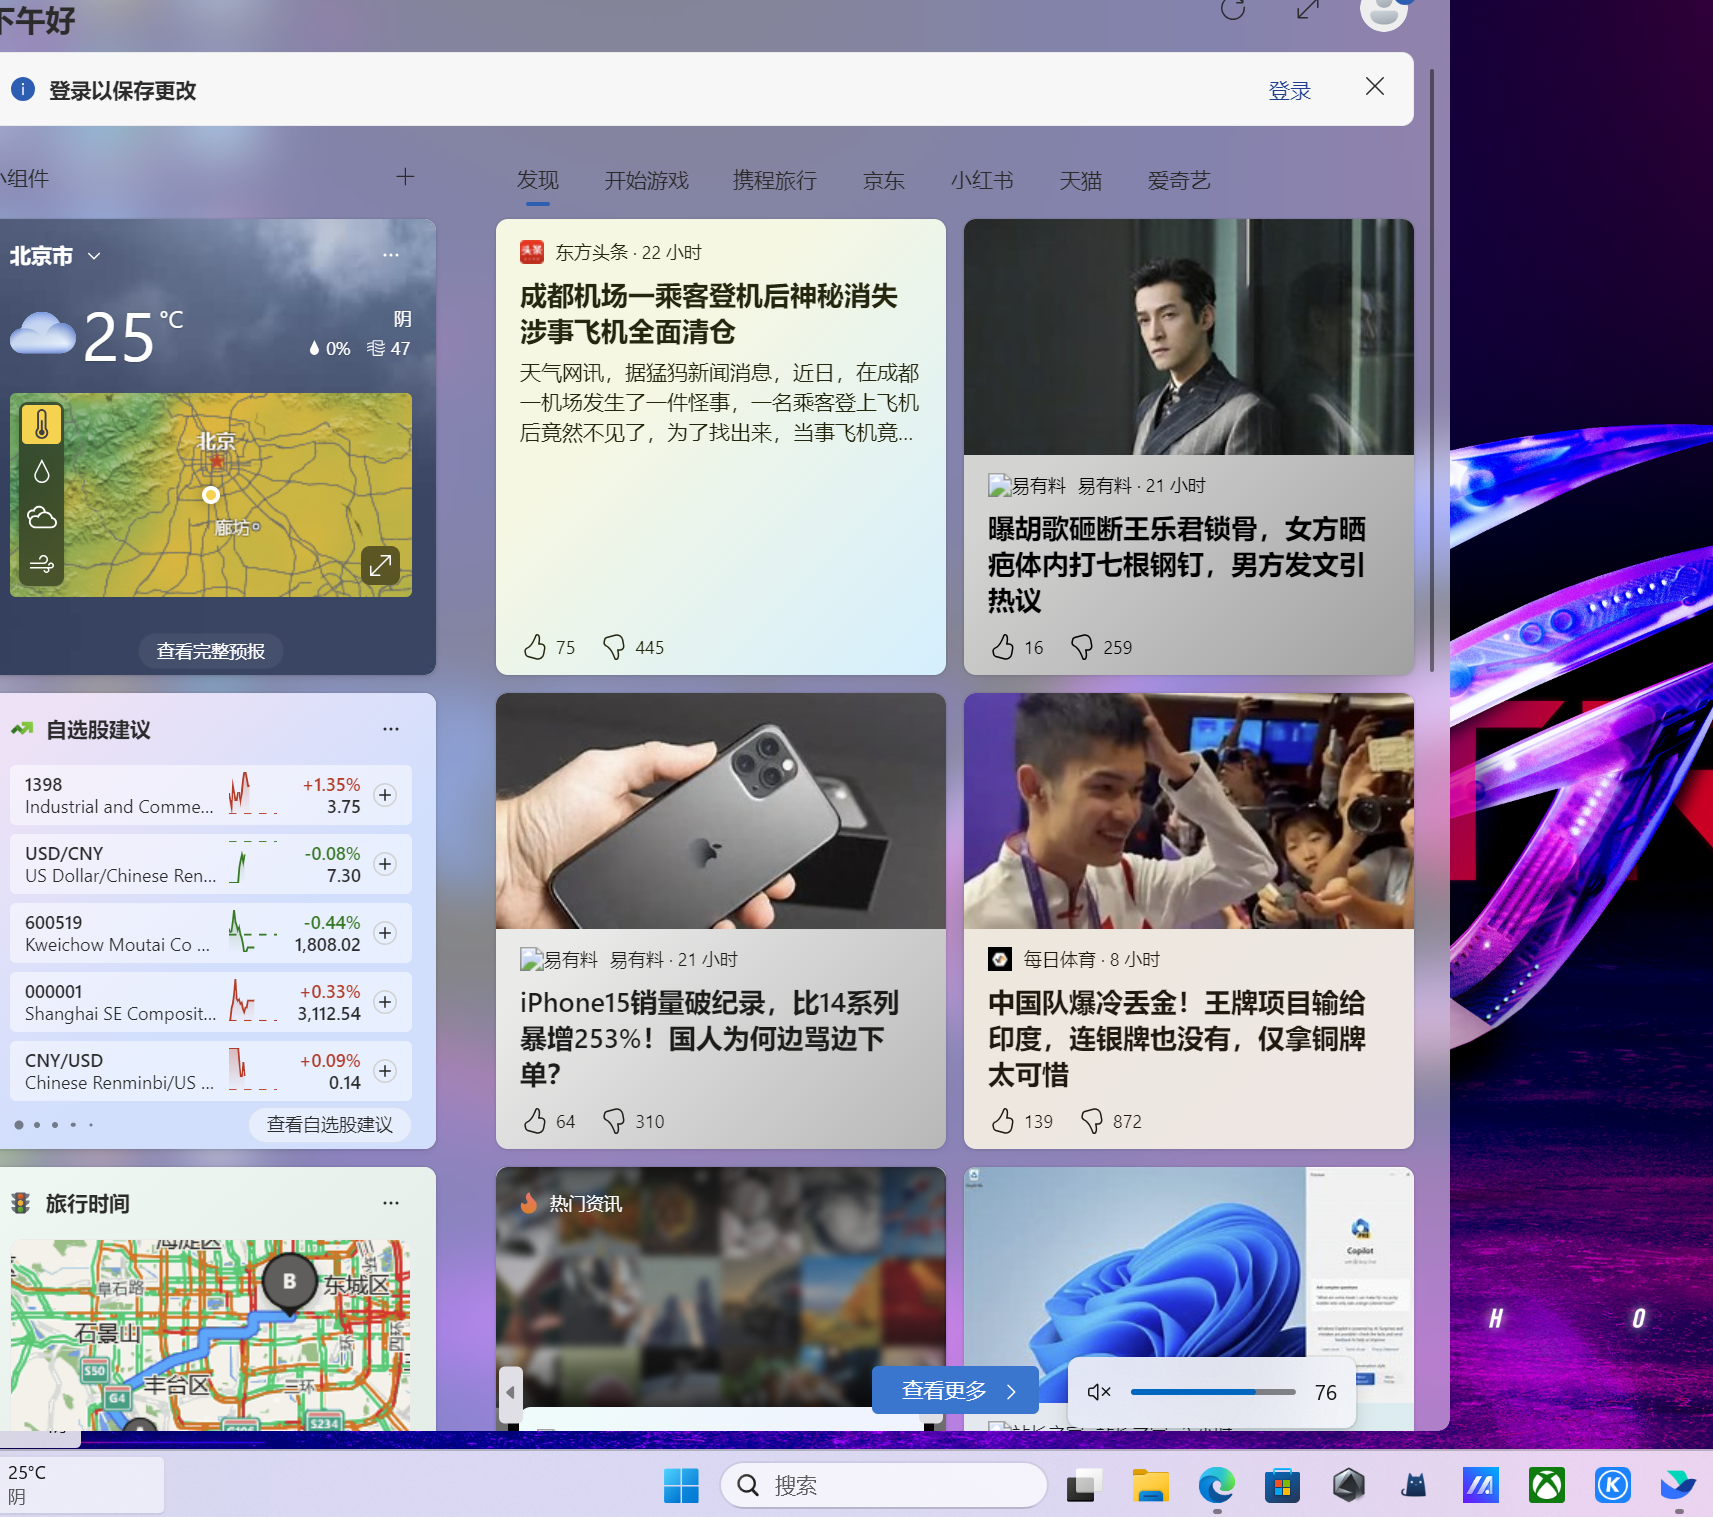 下午好
登录以保存更改
登录
小组件
发现
开始游戏
携程旅行
京东
小红书
天猫
爱奇艺
北京市
25
°C
阴
0%
47
北京
廊坊
查看完整预报
东方头条 · 22 小时
成都机场一乘客登机后神秘消失
涉事飞机全面清仓
天气网讯，据猛犸新闻消息，近日，在成都
一机场发生了一件怪事，一名乘客登上飞机
后竟然不见了，为了找出来，当事飞机竟...
75
445
易有料 易有料 · 21 小时
曝胡歌砸断王乐君锁骨，女方晒
疤体内打七根钢钉，男方发文引
热议
16
259
自选股建议
1398
+1.35%
Industrial and Comme...
3.75
USD/CNY
-0.08%
US Dollar/Chinese Ren...
7.30
600519
-0.44%
Kweichow Moutai Co ...
1,808.02
000001
+0.33%
Shanghai SE Composit...
3,112.54
CNY/USD
+0.09%
Chinese Renminbi/US ...
0.14
查看自选股建议
易有料 易有料 · 21 小时
iPhone15销量破纪录，比14系列
暴增253%！国人为何边骂边下
单？
64
310
每日体育 · 8 小时
中国队爆冷丢金！王牌项目输给
印度，连银牌也没有，仅拿铜牌
太可惜
139
872
旅行时间
海淀区
阜石路
B
东城区
石景山
三环
四环
S50
丰台区
三环
G4
S234
热门资讯
查看更多
Copilot
76
H
O
25°C
阴
搜索